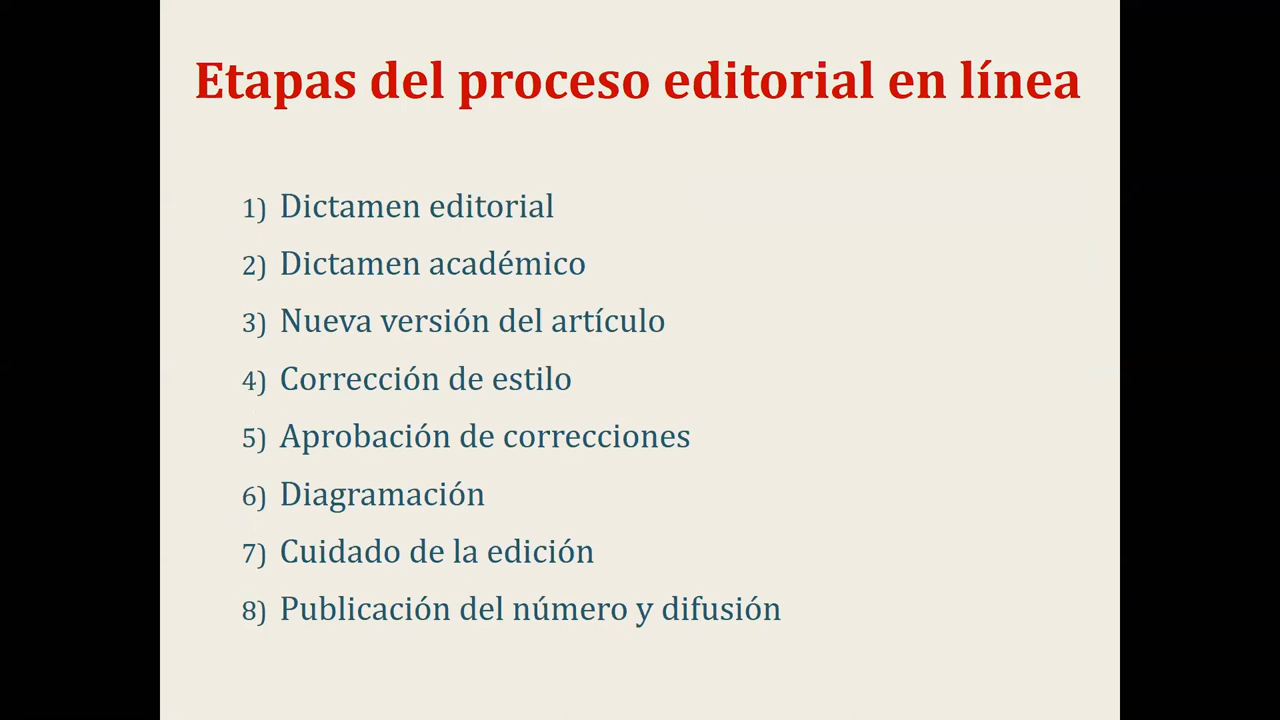 Etapas del proceso editorial en línea
1) Dictamen editorial
2) Dictamen académico
3) Nueva versión del artículo
4) Corrección de estilo
5) Aprobación de correcciones
6) Diagramación
7) Cuidado de la edición
8) Publicación del número y difusión